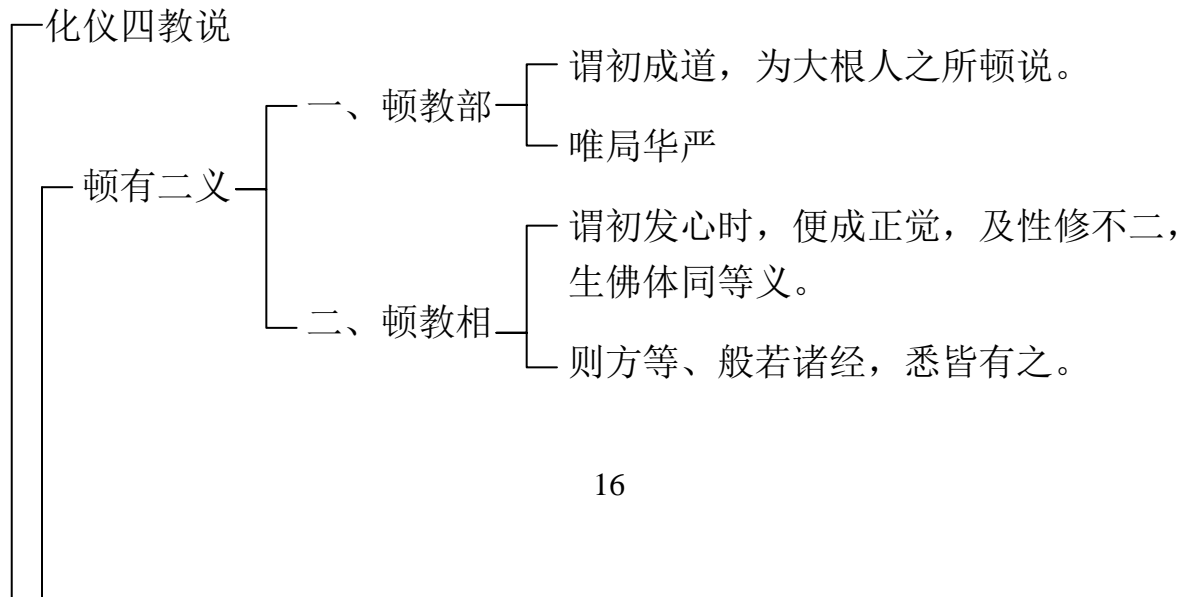 化仪四教说
顿有二义
一、顿教部
谓初成道，为大根人之所顿说。
唯局华严
二、顿教相
谓初发心时，便成正觉，及性修不二，
生佛体同等义。
则方等、般若诸经，悉皆有之。
16